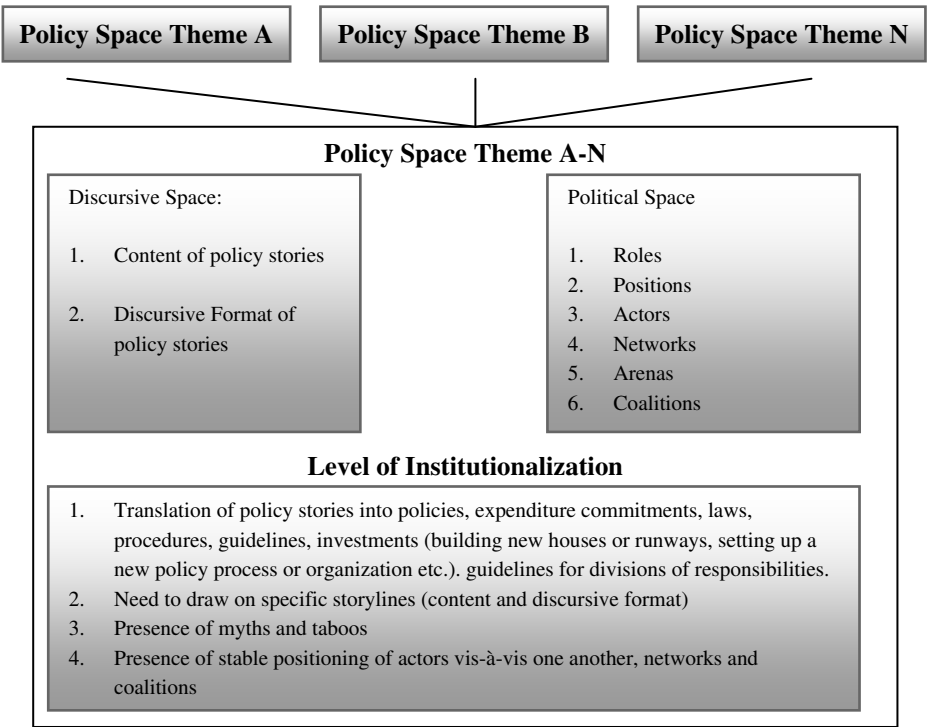 Policy Space Theme A
Policy Space Theme B
Policy Space Theme N
Policy Space Theme A-N
Discursive Space:
1. Content of policy stories
2. Discursive Format of
policy stories
Political Space
1. Roles
2. Positions
3. Actors
4. Networks
5. Arenas
6. Coalitions
Level of Institutionalization
1. Translation of policy stories into policies, expenditure commitments, laws,
procedures, guidelines, investments (building new houses or runways, setting up a
new policy process or organization etc.). guidelines for divisions of responsibilities.
2. Need to draw on specific storylines (content and discursive format)
3. Presence of myths and taboos
4. Presence of stable positioning of actors vis-à-vis one another, networks and
coalitions